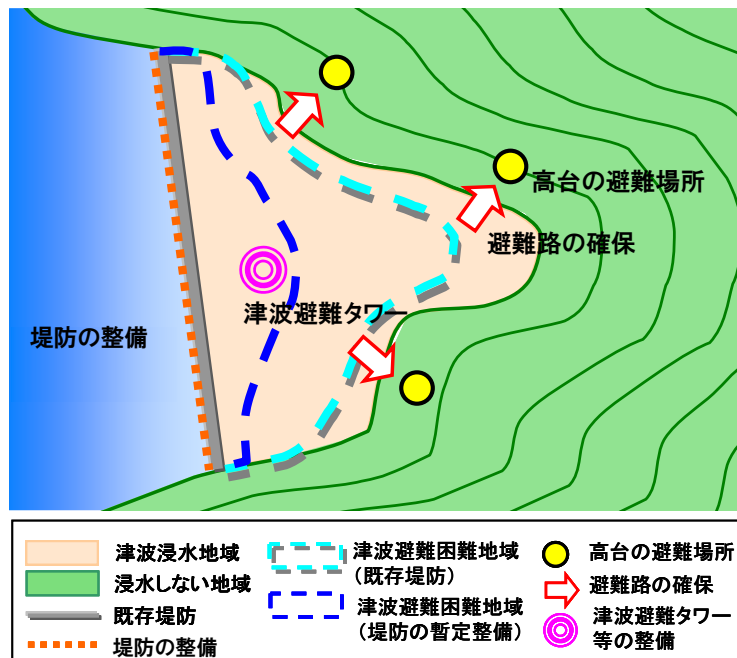 高台の避難場所
避難路の確保
津波避難タワー
堤防の整備
津波浸水地域
浸水しない地域
既存堤防
堤防の整備
津波避難困難地域
（既存堤防）
津波避難困難地域
（堤防の暫定整備）
高台の避難場所
避難路の確保
津波避難タワー
等の整備